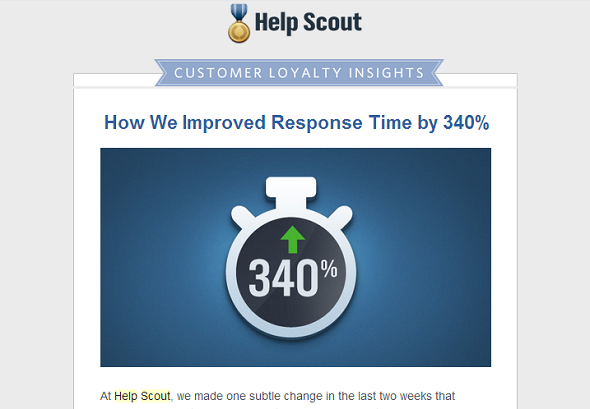 Help Scout
CUSTOMER LOYALTY INSIGHTS
How We Improved Response Time by 340%
340%
At Help Scout, we made one subtle change in the last two weeks that